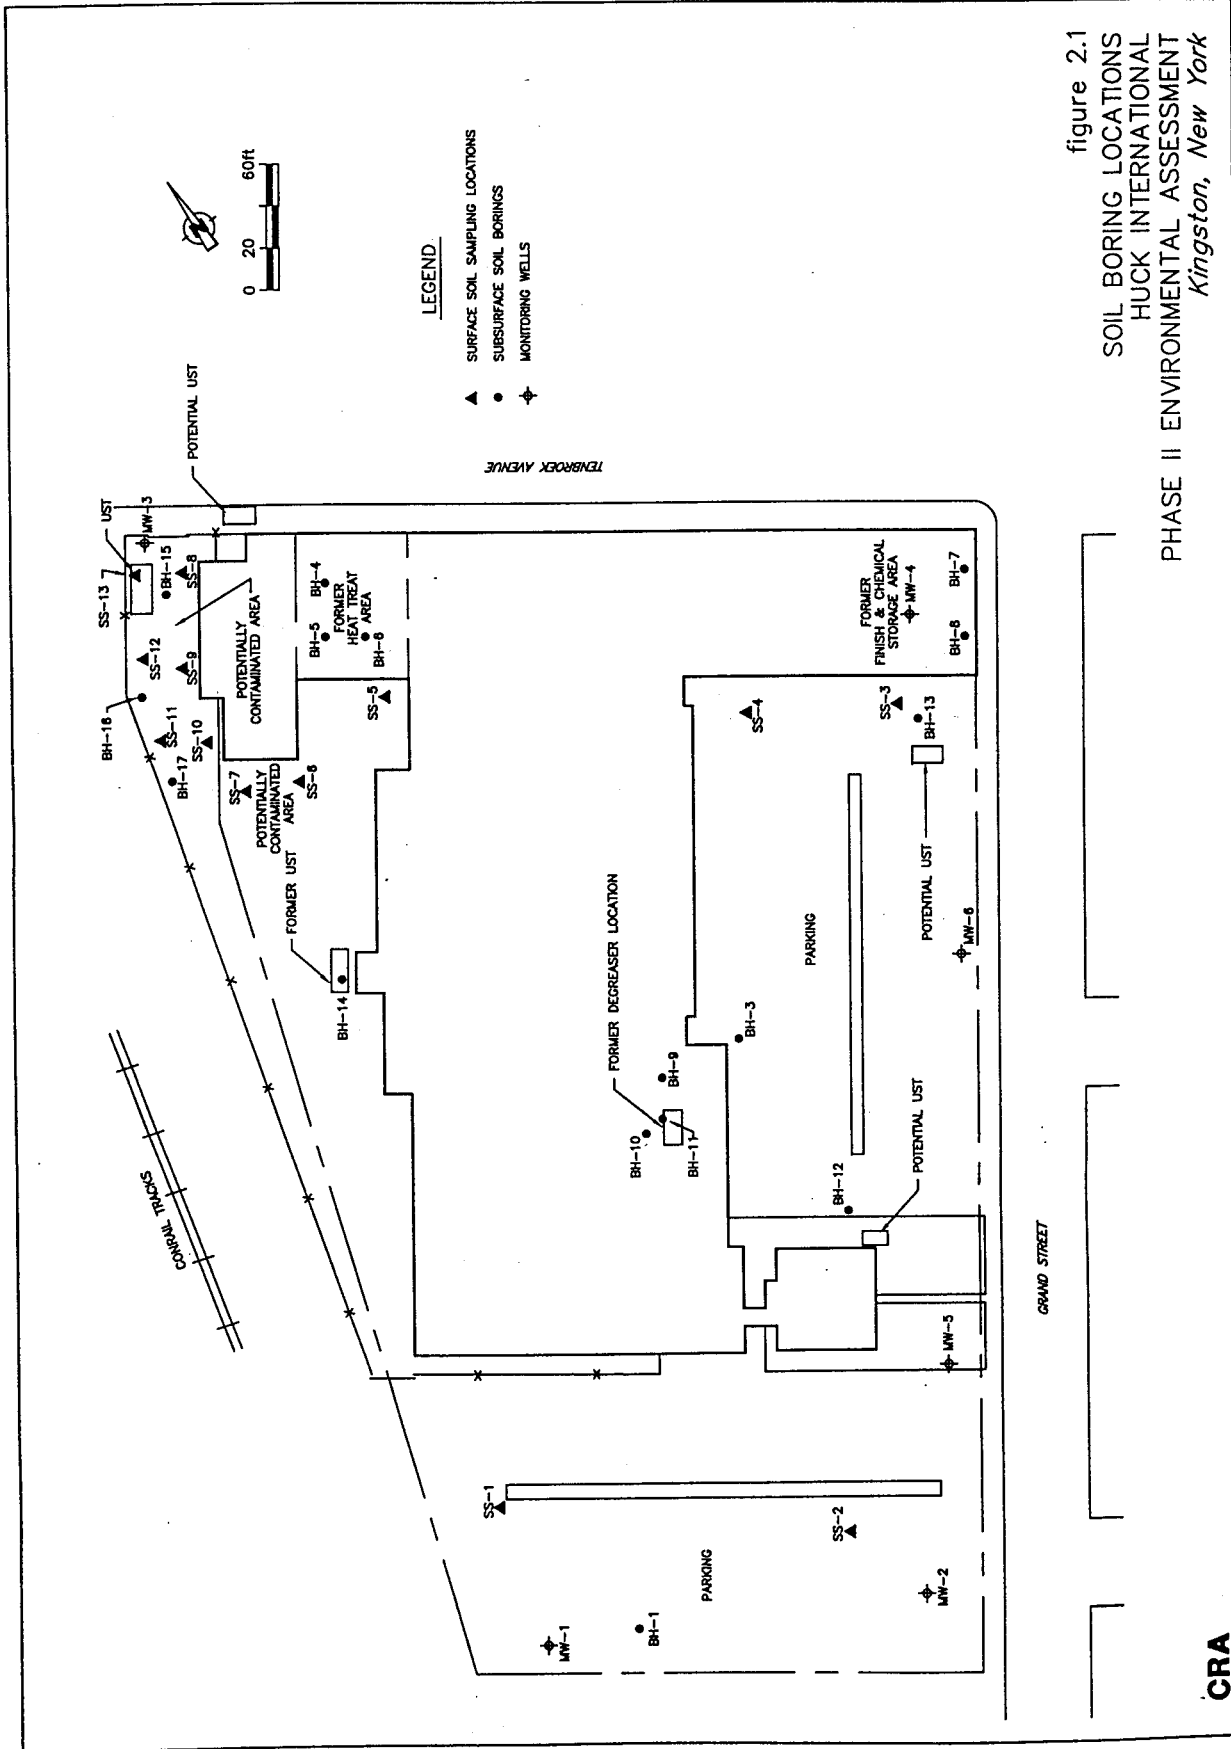 CONRAIL TRACKS
BH-16
BH-17
SS-11
SS-10
SS-12
SS-9
SS-13
UST
MW-3
BH-15
SS-8
POTENTIALLY
CONTAMINATED AREA
POTENTIAL UST
SS-7
POTENTIALLY
CONTAMINATED
AREA
SS-6
FORMER UST
BH-14
BH-4
BH-5
FORMER
HEAT TREAT
AREA
BH-6
SS-5
0
20
60ft
LEGEND
SURFACE SOIL SAMPLING LOCATIONS
SUBSURFACE SOIL BORINGS
MONITORING WELLS
TENBROEK AVENUE
FORMER DEGREASER LOCATION
BH-10
BH-9
BH-11
BH-3
SS-4
SS-3
BH-13
FORMER
FINISH & CHEMICAL
STORAGE AREA
MW-4
BH-8
BH-7
PARKING
POTENTIAL UST
MW-6
BH-12
POTENTIAL UST
MW-5
SS-1
SS-2
PARKING
MW-1
BH-1
MW-2
GRAND STREET
figure 2.1
SOIL BORING LOCATIONS
HUCK INTERNATIONAL
PHASE II ENVIRONMENTAL ASSESSMENT
Kingston, New York
CRA